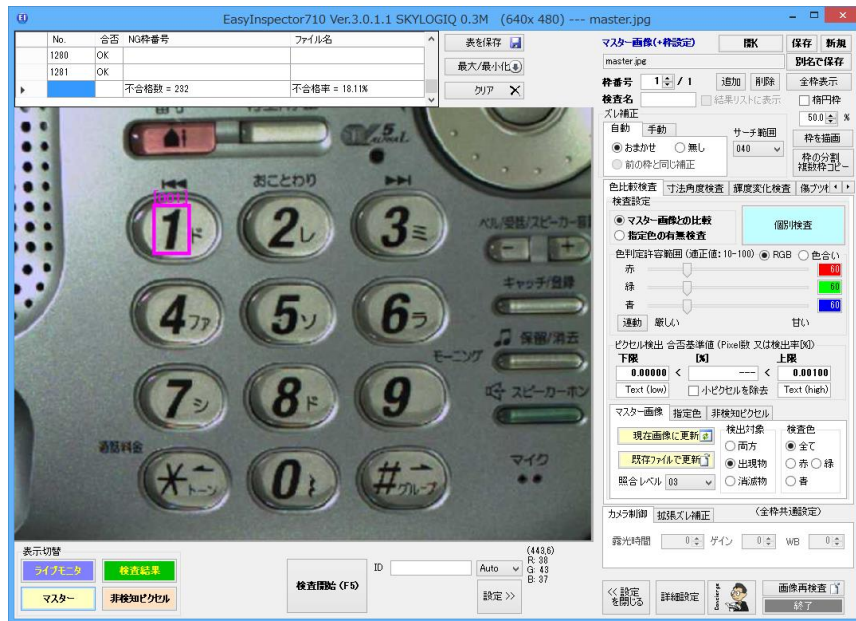 EasyInspector710 Ver.3.0.1.1 SKYLOGIQ 0.3M (640x 480) --- master.jpg
No. 合否 NG枠番号 ファイル名
1280 OK
1281 OK
不合格数 = 232 不合格率 = 18.11%
表を保存
最大/最小化
クリア
マスター画像(+枠設定) 開く 保存 新規
master.jpg 別名で保存
枠番号 1 / 1 追加 削除 全枠表示
検査名 結果リストに表示 楕円枠
ズレ補正 50.0 %
自動 手動 サーチ範囲 枠を描画
おまかせ 無し 040
前の枠と同じ補正 枠の分割
複数枠コピー
色比較検査 寸法角度検査 輝度変化検査 傷ブツ
検査設定
マスター画像との比較 個別検査
指定色の有無検査
色判定許容範囲 (適正値:10-100) RGB 色合い
赤 60
緑 60
青 60
連動 厳しい 甘い
ピクセル検出 合否基準値 (Pixel数 又は検出率[%])
下限 [%] 上限
0.00000 < --- < 0.00100
Text (low) 小ピクセルを除去 Text (high)
マスター画像 指定色 非検知ピクセル
現在画像に更新 検出対象 検査色
両方 全て
既存ファイルで更新 出現物 赤 緑
照合レベル 03 消滅物 青
カメラ制御 拡張ズレ補正 (全枠共通設定)
露光時間 0 ゲイン 0 WB 0
<< 設定
を閉じる 詳細設定 Concierge 画像再検査
終了
おことわり
[001]
1 ド 2 レ 3 ミ
ベル/受話/スピーカー音
キャッチ/登録
4 ファ 5 ソ 6 ラ
保留/消去
モーニング
7 シ 8 ド 9
スピーカーホン
通話料金
マイク
* トーン 0 # グループ
表示切替
ライブモニタ 検査結果
マスター 非検知ピクセル
検査開始 (F5)
ID Auto
設定 >>
(443,6)
R: 38
G: 43
B: 37